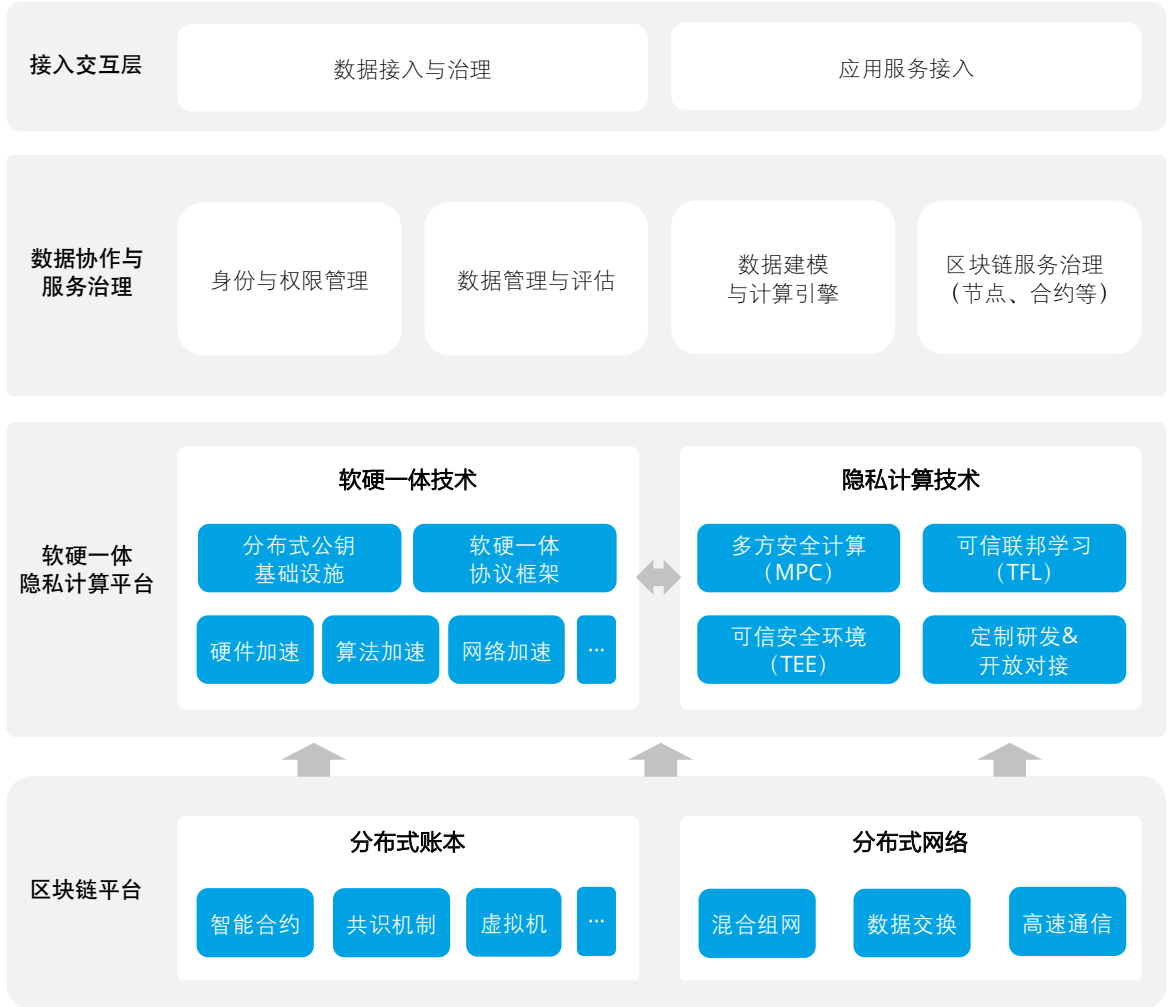 接入交互层
数据接入与治理
应用服务接入
数据协作与
服务治理
身份与权限管理
数据管理与评估
数据建模
与计算引擎
区块链服务治理
（节点、合约等）
软硬一体
隐私计算平台
软硬一体技术
分布式公钥
基础设施
软硬一体
协议框架
硬件加速
算法加速
网络加速
...
隐私计算技术
多方安全计算
（MPC）
可信联邦学习
（TFL）
可信安全环境
（TEE）
定制研发&
开放对接
区块链平台
分布式账本
智能合约
共识机制
虚拟机
...
分布式网络
混合组网
数据交换
高速通信